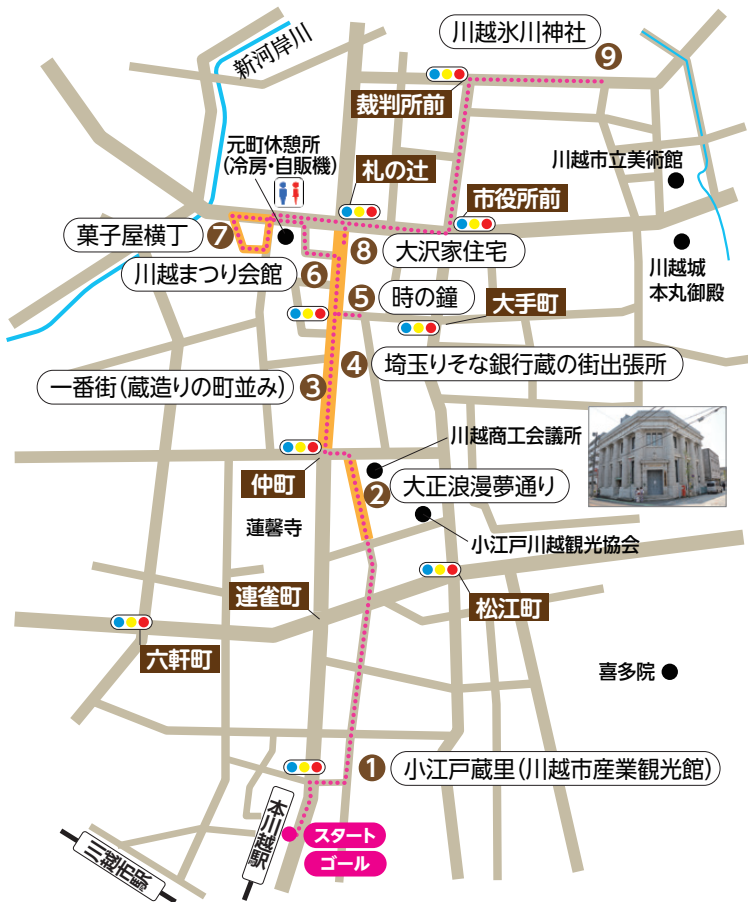 川越氷川神社
9
新河岸川
裁判所前
元町休憩所
(冷房・自販機)
札の辻
川越市立美術館
市役所前
菓子屋横丁
7
8
大沢家住宅
川越まつり会館
6
川越城
本丸御殿
5
時の鐘
大手町
4
埼玉りそな銀行蔵の街出張所
一番街(蔵造りの町並み)
3
川越商工会議所
仲町
2
大正浪漫夢通り
蓮馨寺
小江戸川越観光協会
連雀町
松江町
六軒町
喜多院
1
小江戸蔵里(川越市産業観光館)
本川越駅
スタート
ゴール